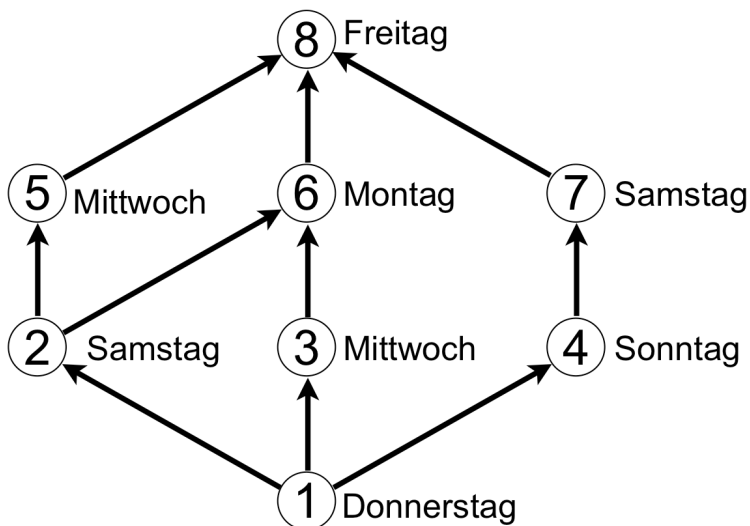 8 Freitag
5 Mittwoch 6 Montag 7 Samstag
2 Samstag 3 Mittwoch 4 Sonntag
1 Donnerstag